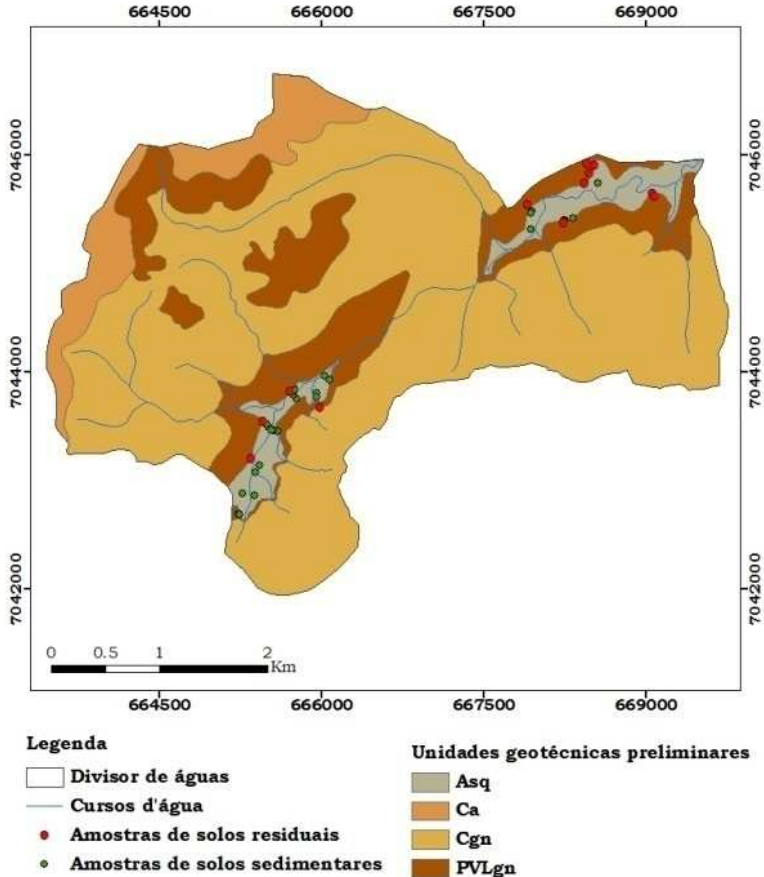 664500 666000 667500 669000
7046000 7046000
7044000 7044000
7042000 7042000
0 0.5 1 2
Km
664500 666000 667500 669000
Legenda
Divisor de águas
Cursos d'água
Amostras de solos residuais
Amostras de solos sedimentares
Unidades geotécnicas preliminares
Asq
Ca
Cgn
PVLgn